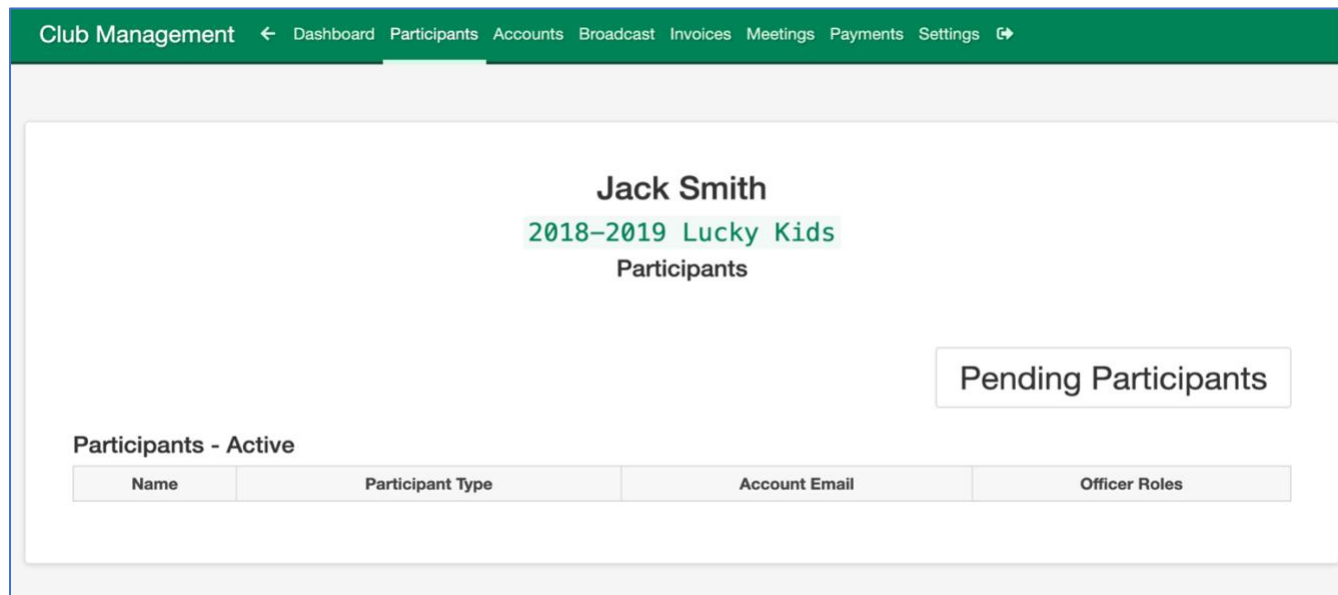 Club Management Dashboard Participants Accounts Broadcast Invoices Meetings Payments Settings
Jack Smith
2018-2019 Lucky Kids
Participants
Pending Participants
Participants - Active
Name Participant Type Account Email Officer Roles